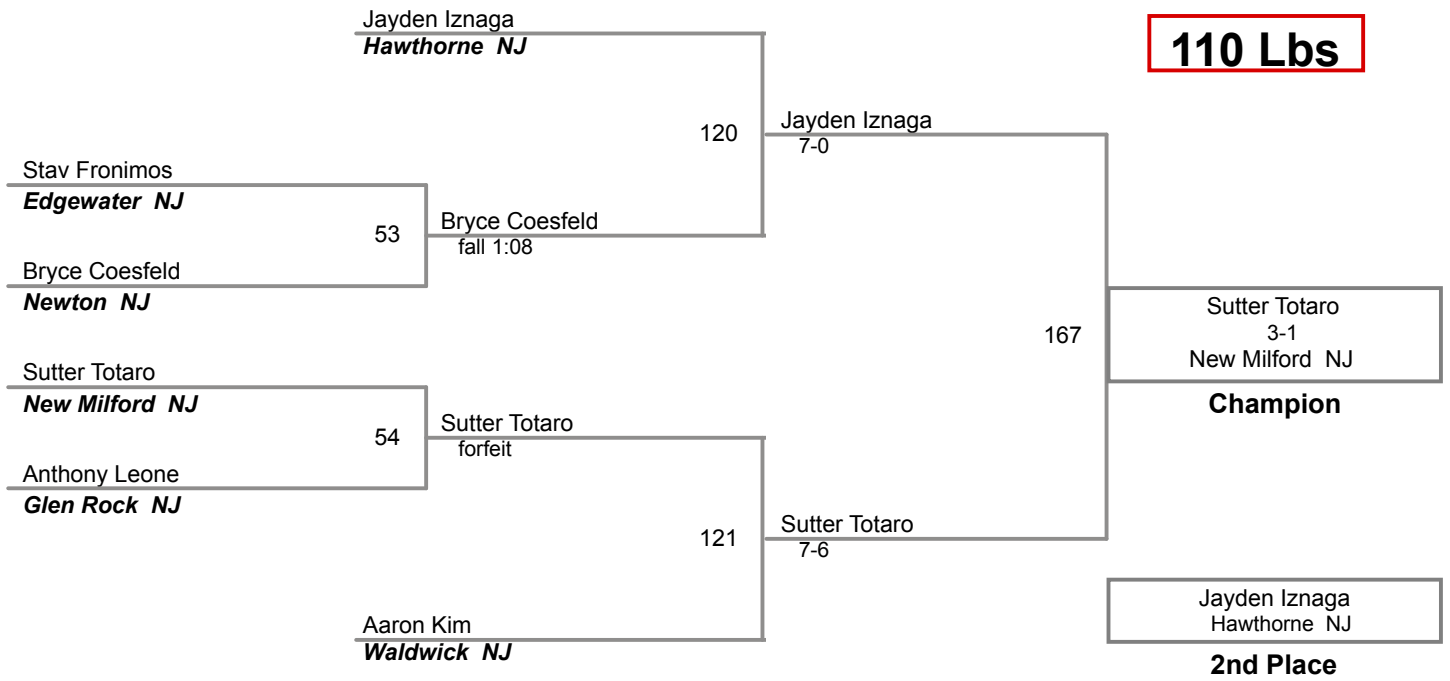 Jayden Iznaga
Hawthorne NJ
110 Lbs
120
Jayden Iznaga
7-0
Stav Fronimos
Edgewater NJ
53
Bryce Coesfeld
fall 1:08
Bryce Coesfeld
Newton NJ
167
Sutter Totaro
3-1
New Milford NJ
Champion
Sutter Totaro
New Milford NJ
54
Sutter Totaro
forfeit
Anthony Leone
Glen Rock NJ
121
Sutter Totaro
7-6
Aaron Kim
Waldwick NJ
Jayden Iznaga
Hawthorne NJ
2nd Place